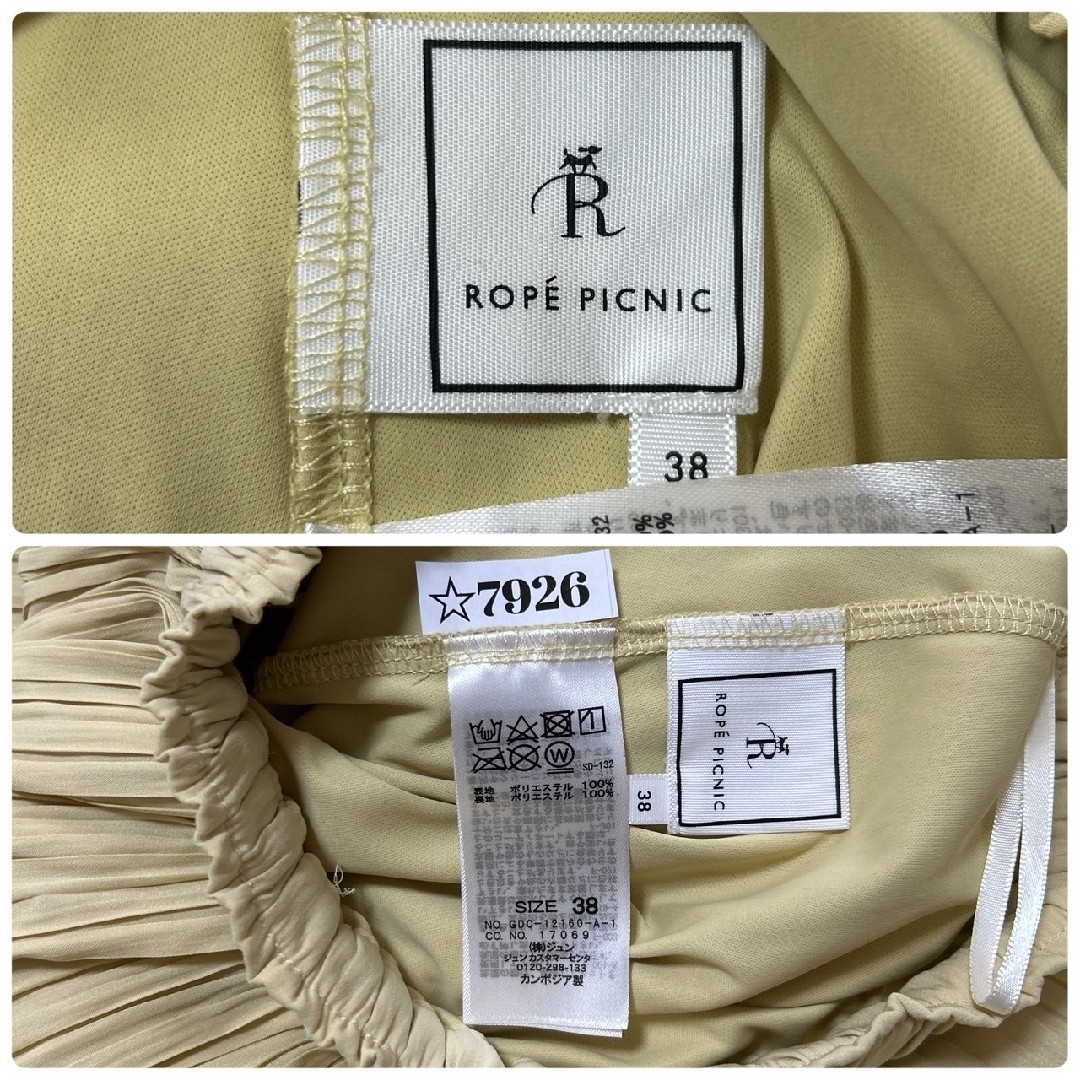 R
ROPÉ PICNIC
38
A-1
☆7926
SD-132
表地 ポリエステル 100%
裏地 ポリエステル 100%
SIZE 38
NO. GDC-12160-A-1
CC. NO. 17069
(株)ジュン
ジュンカスタマーセンタ
0120-298-133
カンボジア製
38
R
ROPÉ PICNIC